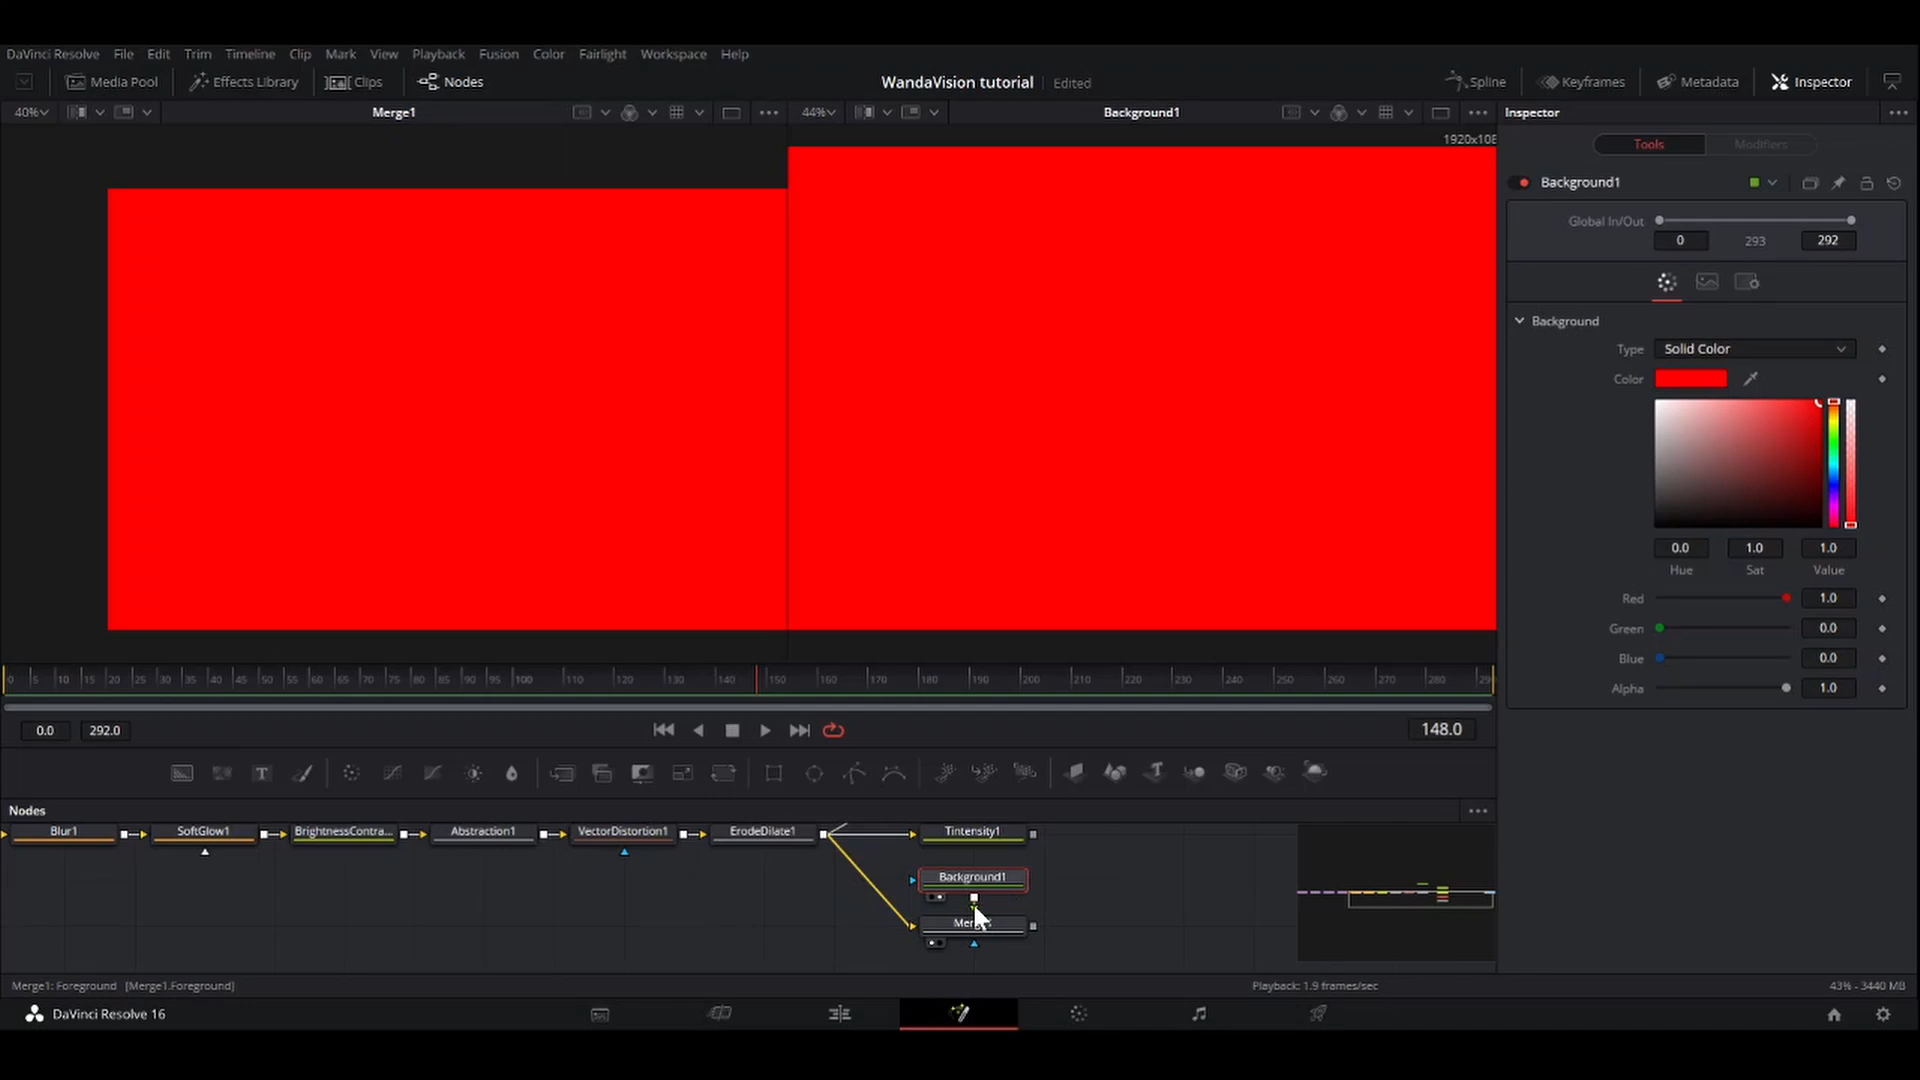 DaVinci Resolve File Edit Trim Timeline Clip Mark View Playback Fusion Color Fairlight Workspace Help
Media Pool Effects Library Clips Nodes WandaVision tutorial Edited Spline Keyframes Metadata Inspector
40% Merge1 44% Background1 Inspector
1920x108
Tools Modifiers
Background1
Global In/Out
0 293 292
Background
Type Solid Color
Color
0.0 1.0 1.0
Hue Sat Value
Red 1.0
Green 0.0
Blue 0.0
Alpha 1.0
0 5 10 15 20 25 30 35 40 45 50 55 60 65 70 75 80 85 90 95 100 110 120 130 140 150 160 170 180 190 200 210 220 230 240 250 260 270 280 290
0.0 292.0 148.0
Nodes
Blur1 SoftGlow1 BrightnessContra... Abstraction1 VectorDistortion1 ErodeDilate1 Tintensity1
Background1
Mer
Merge1: Foreground [Merge1.Foreground] Playback: 1.9 frames/sec 43% - 3440 MB
DaVinci Resolve 16